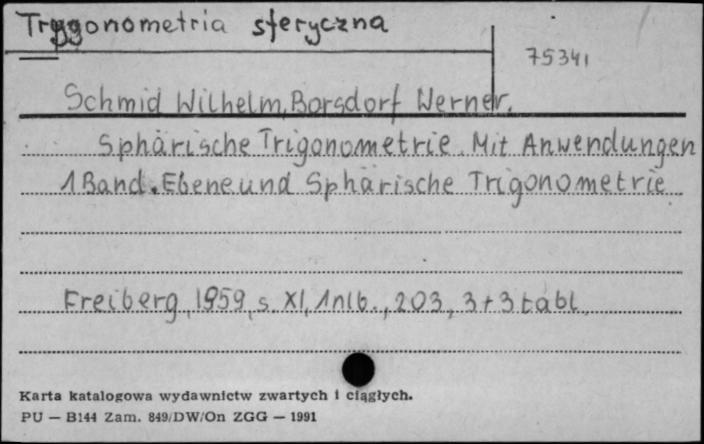 Trygonometria sferyczna
75341
Schmid Wilhelm, Borsdorf Werner.
Sphärische Trigonometrie. Mit Anwendungen
1 Band. Ebene und Sphärische Trigonometrie
Freiberg, 1959, s. XI, 1nlb., 203, 3+3 tabl.
Karta katalogowa wydawnictw zwartych i ciągłych.
PU — B144 Zam. 849/DW/On ZGG — 1991